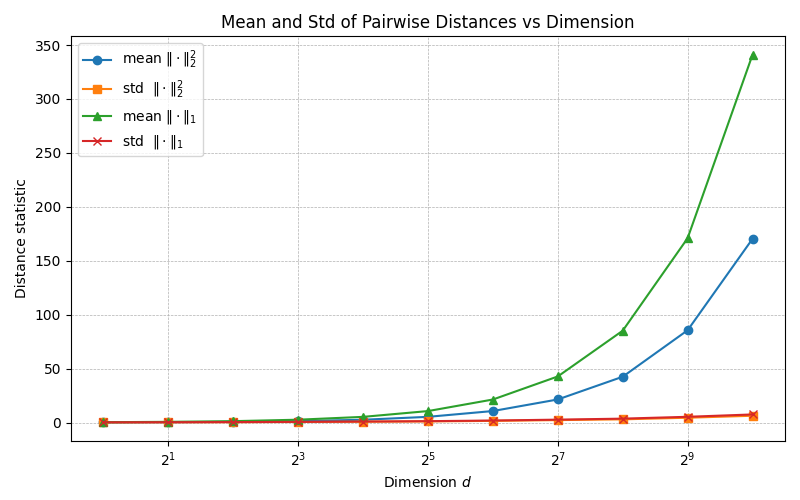 Mean and Std of Pairwise Distances vs Dimension
mean ‖·‖₂²
std ‖·‖₂²
mean ‖·‖₁
std ‖·‖₁
Distance statistic
350
300
250
200
150
100
50
0
2¹ 2³ 2⁵ 2⁷ 2⁹
Dimension d